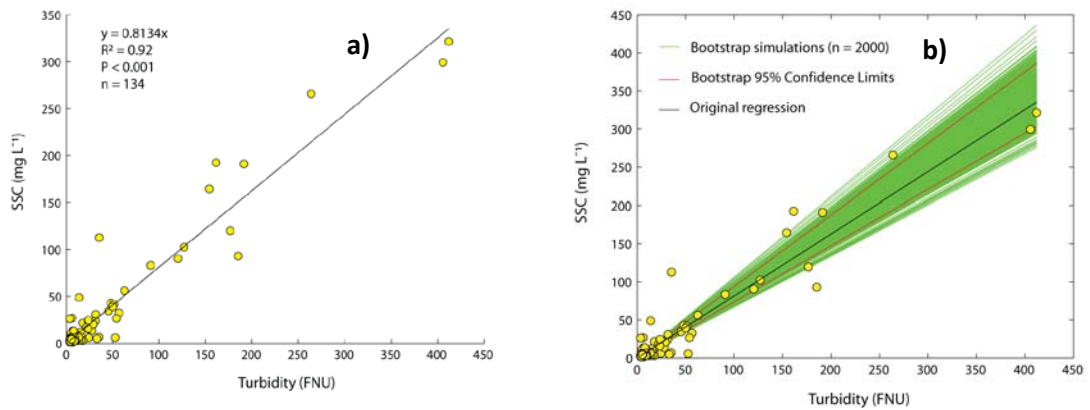 350
300
250
200
150
100
50
0
SSC (mg L⁻¹)
y = 0.8134x
R² = 0.92
P < 0.001
n = 134
a)
0 50 100 150 200 250 300 350 400 450
Turbidity (FNU)
450
400
350
300
250
200
150
100
50
0
SSC (mg L⁻¹)
Bootstrap simulations (n = 2000)
Bootstrap 95% Confidence Limits
Original regression
b)
0 50 100 150 200 250 300 350 400 450
Turbidity (FNU)